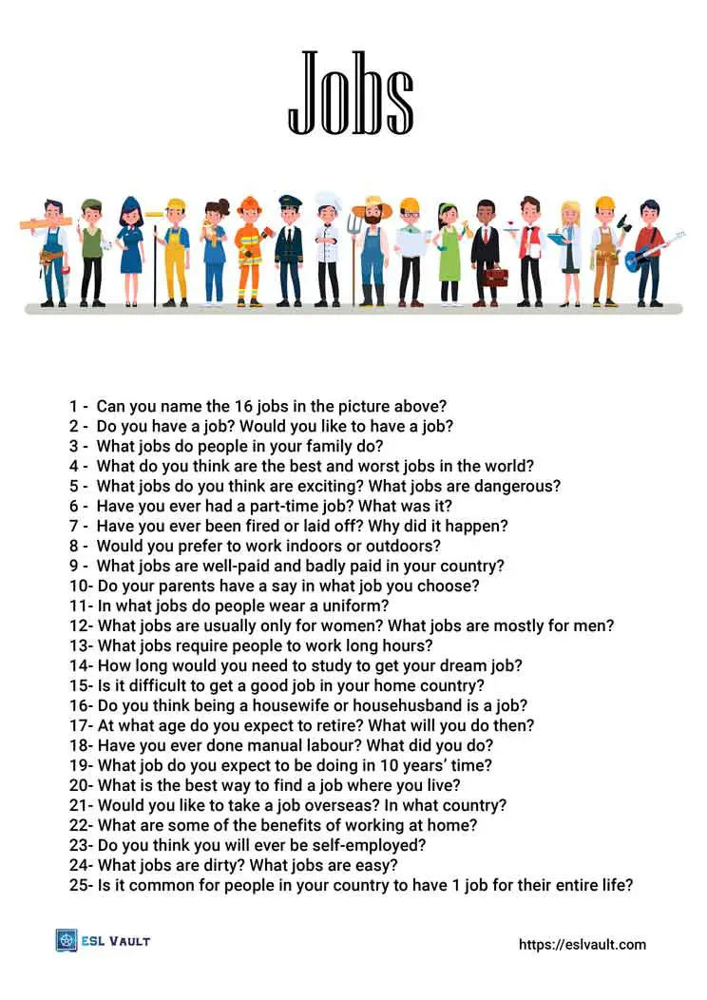 Jobs
1 - Can you name the 16 jobs in the picture above?
2 - Do you have a job? Would you like to have a job?
3 - What jobs do people in your family do?
4 - What do you think are the best and worst jobs in the world?
5 - What jobs do you think are exciting? What jobs are dangerous?
6 - Have you ever had a part-time job? What was it?
7 - Have you ever been fired or laid off? Why did it happen?
8 - Would you prefer to work indoors or outdoors?
9 - What jobs are well-paid and badly paid in your country?
10- Do your parents have a say in what job you choose?
11- In what jobs do people wear a uniform?
12- What jobs are usually only for women? What jobs are mostly for men?
13- What jobs require people to work long hours?
14- How long would you need to study to get your dream job?
15- Is it difficult to get a good job in your home country?
16- Do you think being a housewife or househusband is a job?
17- At what age do you expect to retire? What will you do then?
18- Have you ever done manual labour? What did you do?
19- What job do you expect to be doing in 10 years’ time?
20- What is the best way to find a job where you live?
21- Would you like to take a job overseas? In what country?
22- What are some of the benefits of working at home?
23- Do you think you will ever be self-employed?
24- What jobs are dirty? What jobs are easy?
25- Is it common for people in your country to have 1 job for their entire life?
ESL VAULT
https://eslvault.com